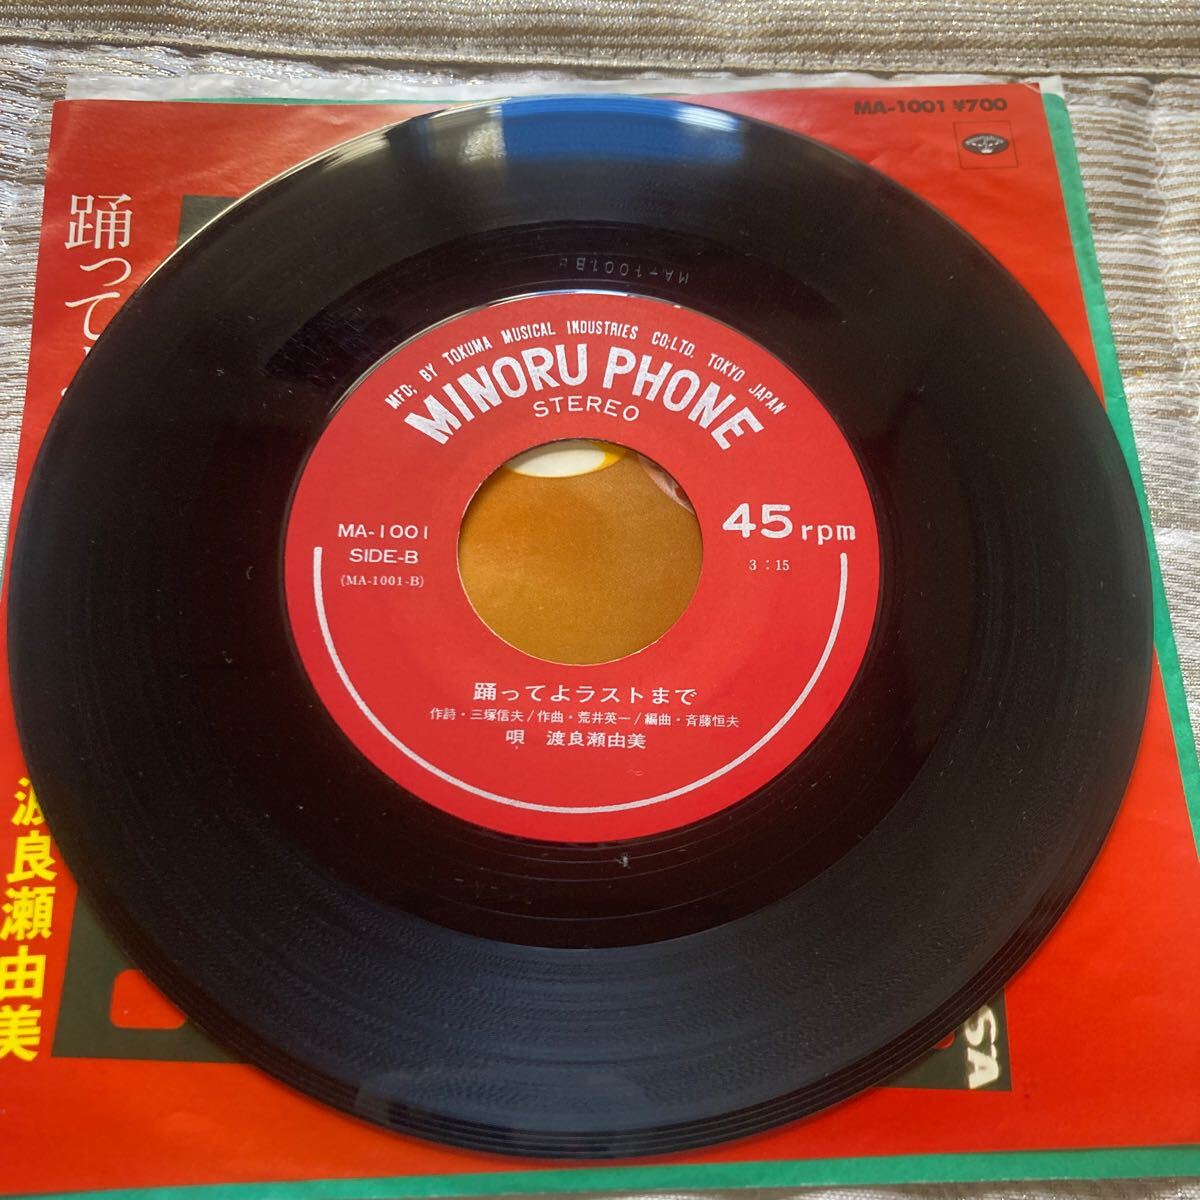 MA-1001 ¥700
踊って
渡良瀬由美
MA-1001B
MFD; BY TOKUMA MUSICAL INDUSTRIES CO;LTD. TOKYO JAPAN
MINORU PHONE
STEREO
MA-1001
SIDE-B
(MA-1001-B)
45 rpm
3:15
踊ってよラストまで
作詩・三塚信夫/作曲・荒井英一/編曲・斉藤恒夫
唄 渡良瀬由美
SA